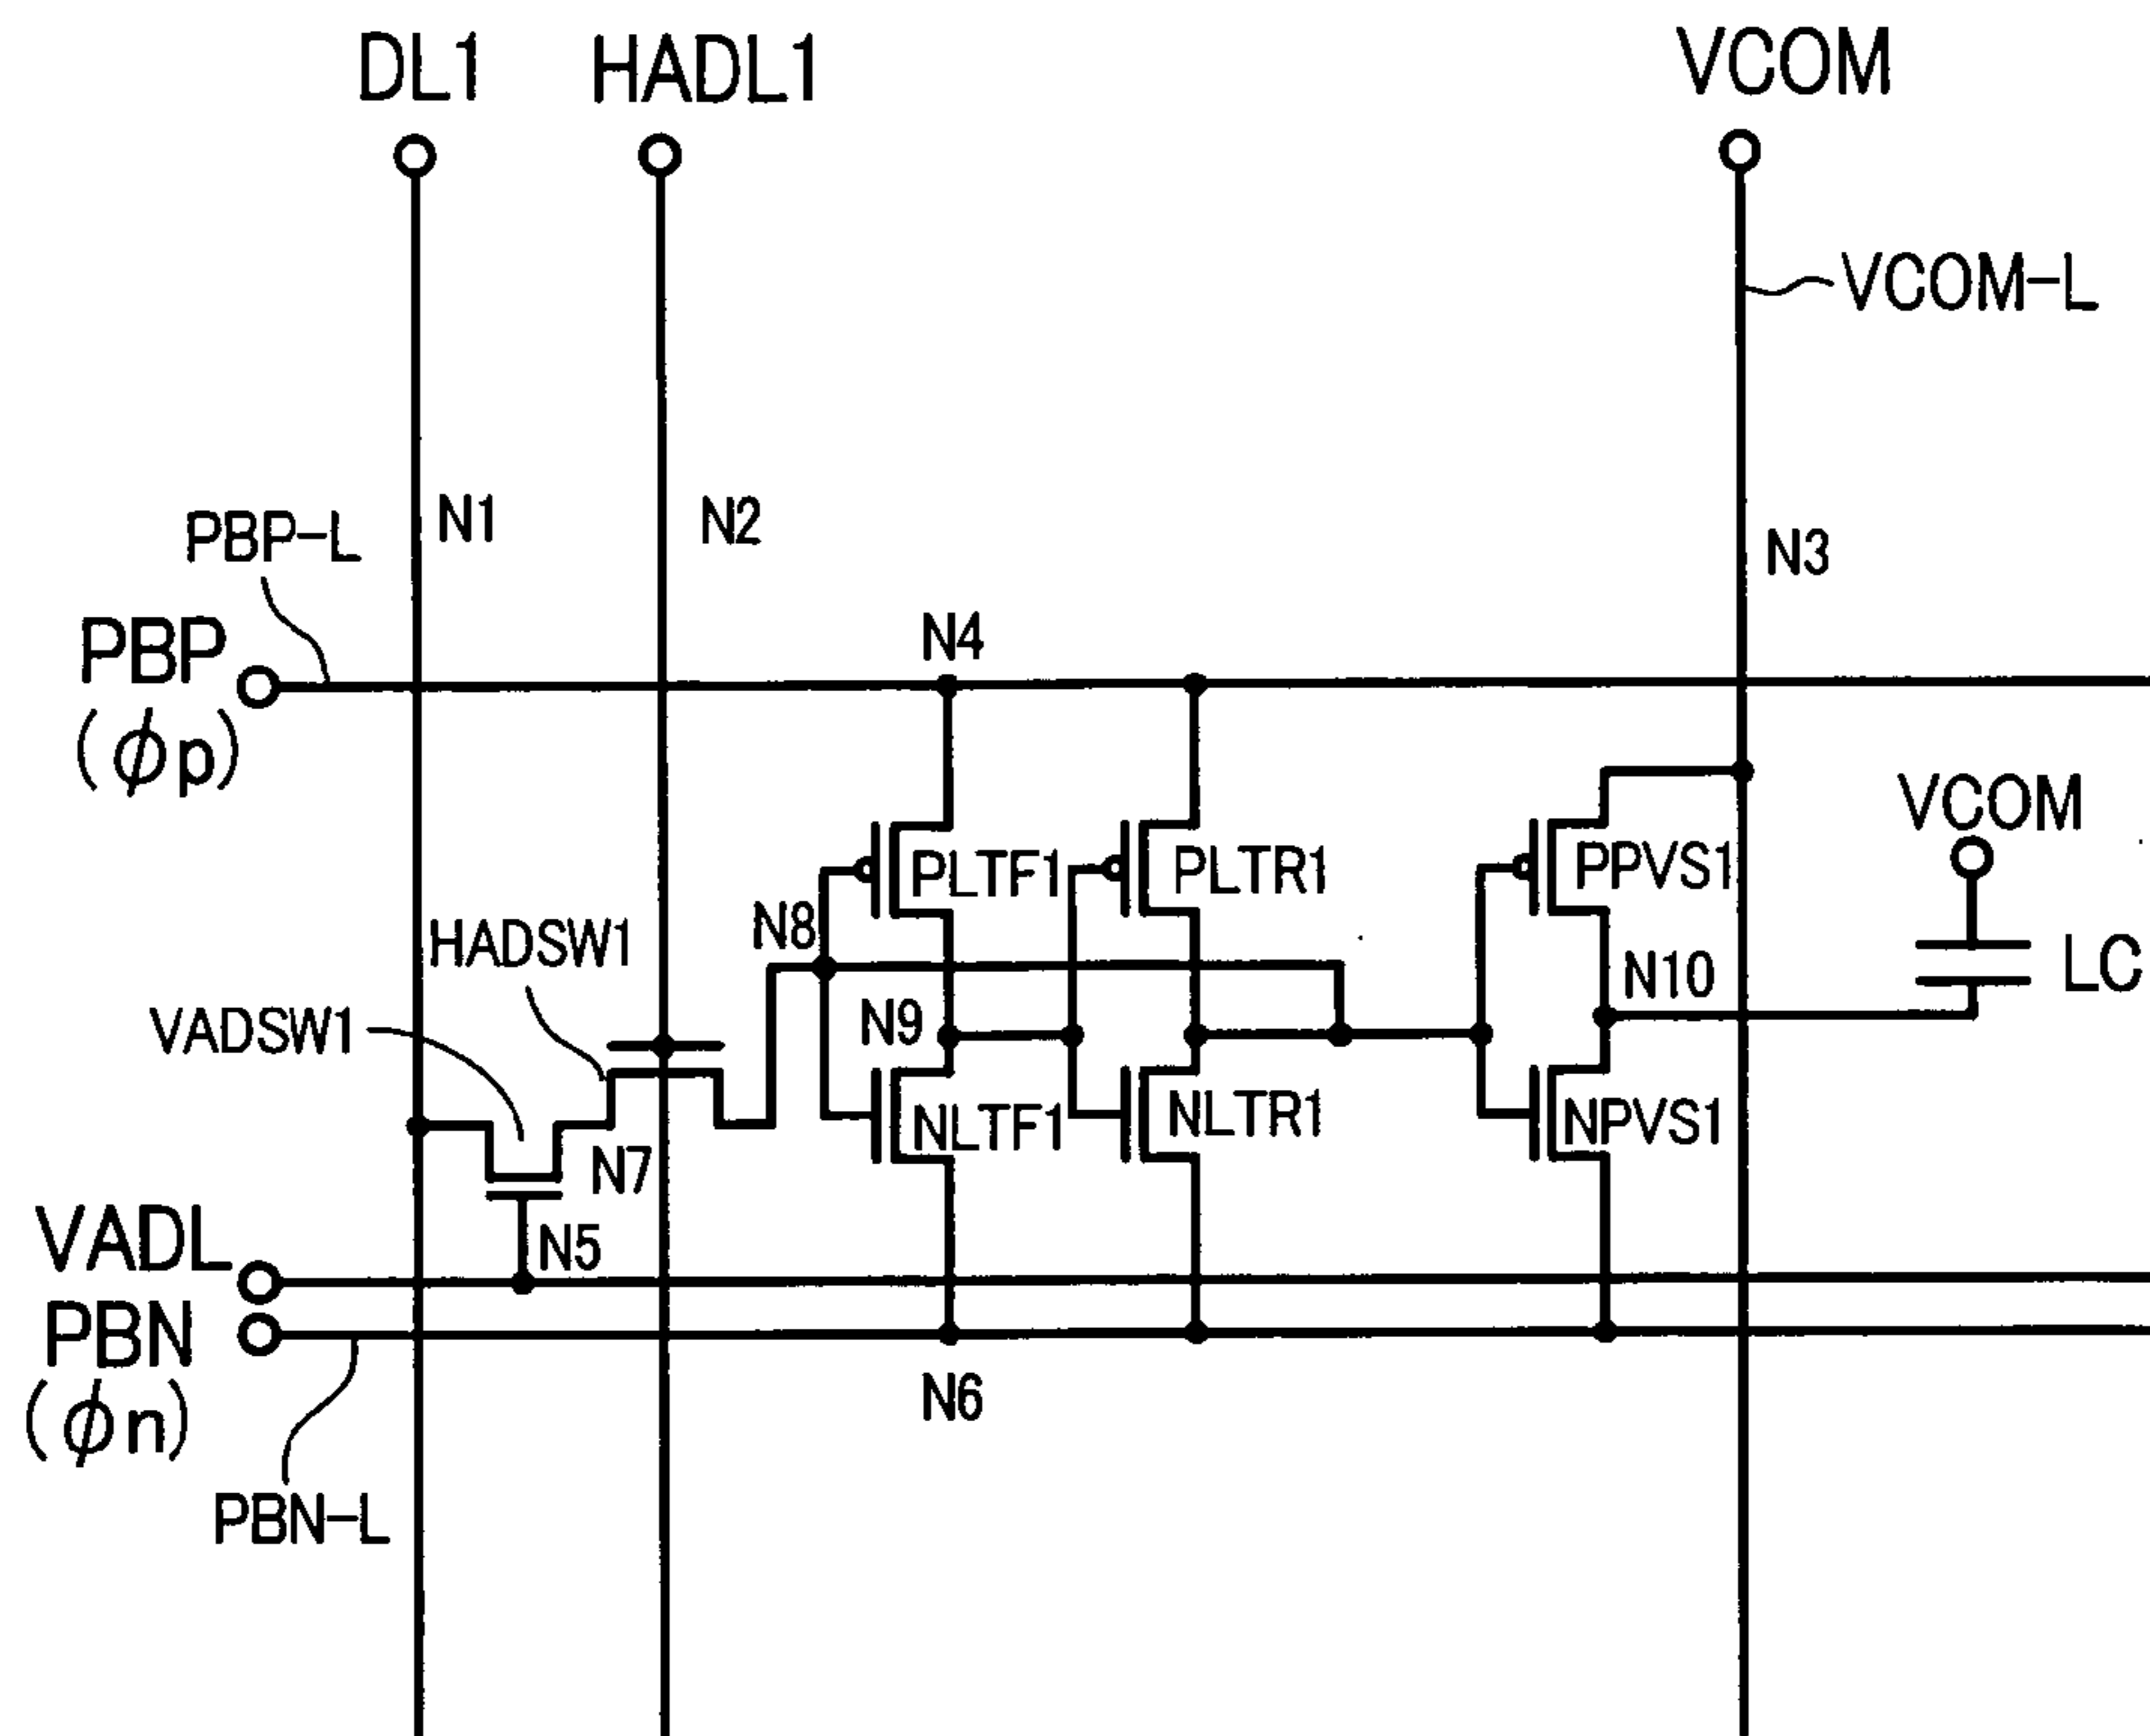 DL1
HADL1
VCOM
VCOM-L
N1
N2
N3
PBP-L
PBP
(ϕp)
N4
VCOM
PLTF1
PLTR1
PPVS1
N8
HADSW1
LC
N10
VADSW1
N9
NLTF1
NLTR1
NPVS1
N7
VADL
N5
PBN
(ϕn)
N6
PBN-L